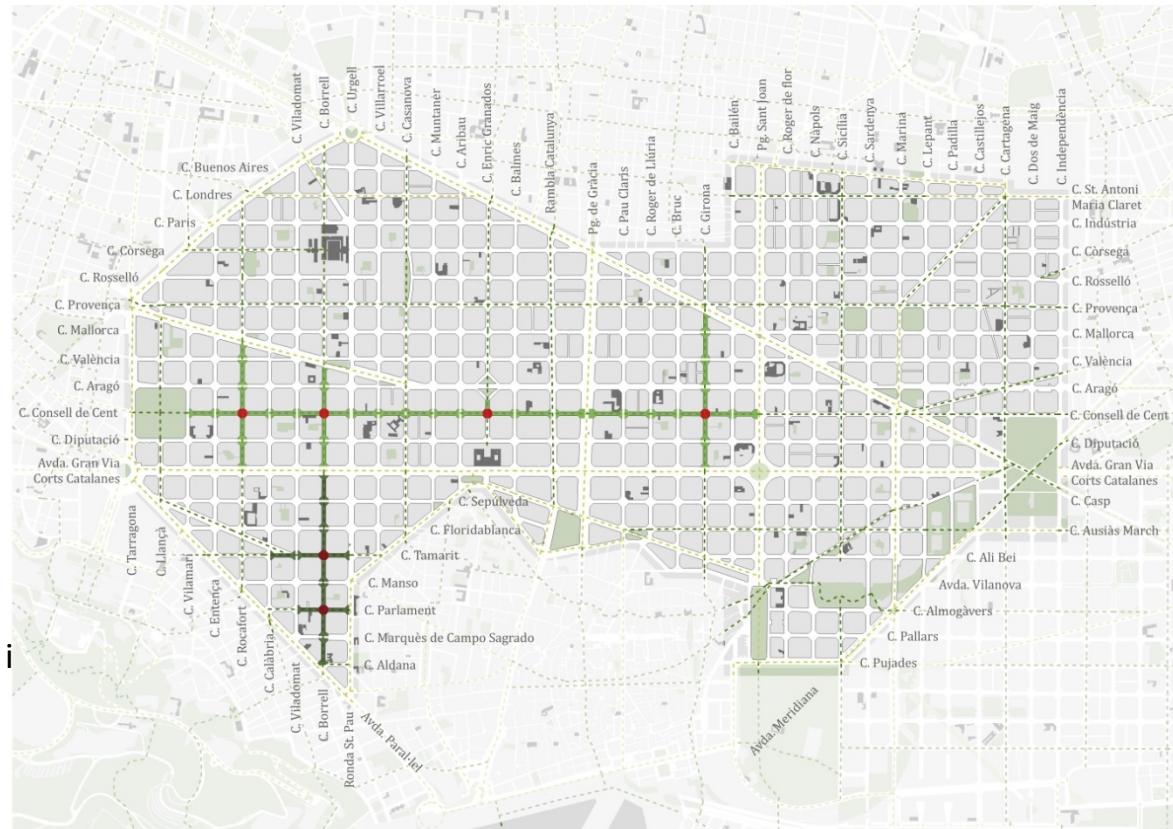 C. Viladomat
C. Borrell
C. Urgell
C. Villarroel
C. Casanova
C. Muntaner
C. Aribau
C. Enric Granados
C. Balmes
Rambla Catalunya
Pg. de Gràcia
C. Pau Claris
C. Roger de Llúria
C. Bruc
C. Girona
C. Bailén
Pg. Sant Joan
C. Roger de flor
C. Nàpols
C. Sicília
C. Sardenya
C. Marina
C. Lepant
C. Padilla
C. Castillejos
C. Cartagena
C. Dos de Maig
C. Independència
C. Buenos Aires
C. Londres
C. Paris
C. Còrsega
C. Rosselló
C. Provença
C. Mallorca
C. València
C. Aragó
C. Consell de Cent
C. Diputació
Avda. Gran Via
Corts Catalanes
C. St. Antoni
Maria Claret
C. Indústria
C. Còrsega
C. Rosselló
C. Provença
C. Mallorca
C. València
C. Aragó
C. Consell de Cent
C. Diputació
Avda. Gran Via
Corts Catalanes
C. Casp
C. Ausiàs March
C. Ali Bei
Avda. Vilanova
C. Almogàvers
C. Pallars
C. Pujades
Avda. Meridiana
C. Sepúlveda
C. Floridablanca
C. Tamarit
C. Manso
C. Parlament
C. Marquès de Campo Sagrado
C. Aldana
C. Tarragona
C. Llançà
C. Vilamarí
C. Entença
C. Rocafort
C. Calàbria
C. Viladomat
C. Borrell
Ronda St. Pau
Avda. Paral·lel
i